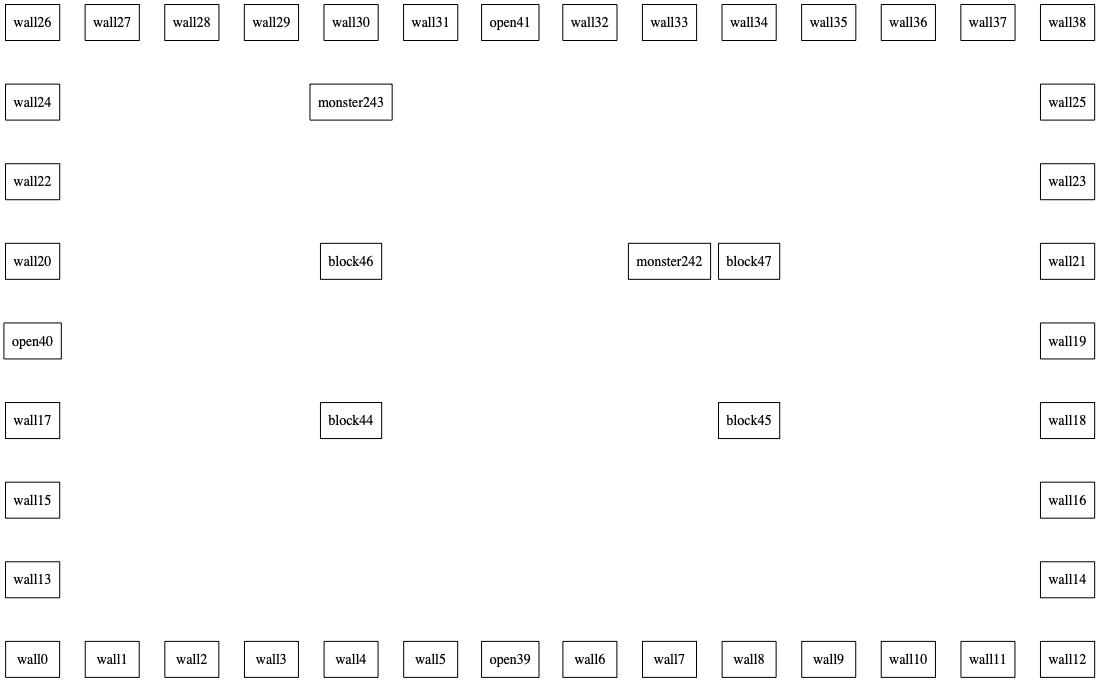 wall26 wall27 wall28 wall29 wall30 wall31 open41 wall32 wall33 wall34 wall35 wall36 wall37 wall38
wall24 monster243 wall25
wall22 wall23
wall20 block46 monster242 block47 wall21
open40 wall19
wall17 block44 block45 wall18
wall15 wall16
wall13 wall14
wall0 wall1 wall2 wall3 wall4 wall5 open39 wall6 wall7 wall8 wall9 wall10 wall11 wall12